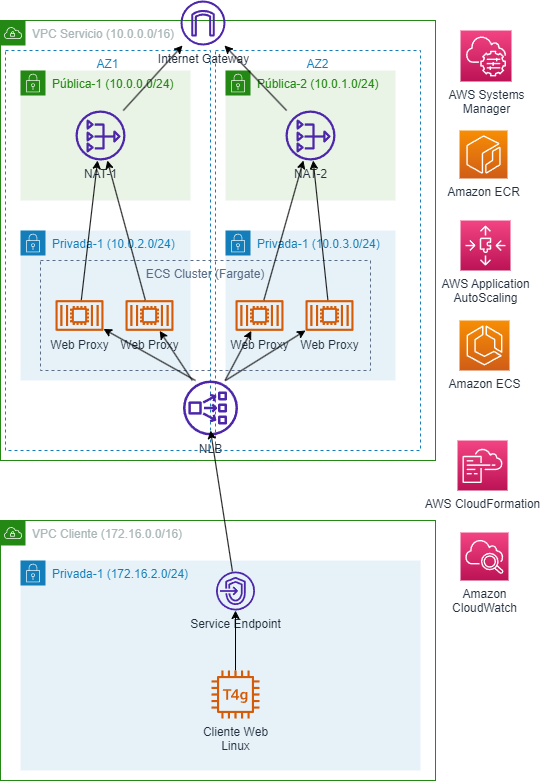 VPC Servicio (10.0.0.0/16)
Internet Gateway
AZ1
AZ2
Pública-1 (10.0.0.0/24)
Pública-2 (10.0.1.0/24)
NAT-1
NAT-2
Privada-1 (10.0.2.0/24)
Privada-1 (10.0.3.0/24)
ECS Cluster (Fargate)
Web Proxy
Web Proxy
Web Proxy
Web Proxy
NLB
VPC Cliente (172.16.0.0/16)
Privada-1 (172.16.2.0/24)
Service Endpoint
T4g
Cliente Web
Linux
AWS Systems
Manager
Amazon ECR
AWS Application
AutoScaling
Amazon ECS
AWS CloudFormation
Amazon
CloudWatch